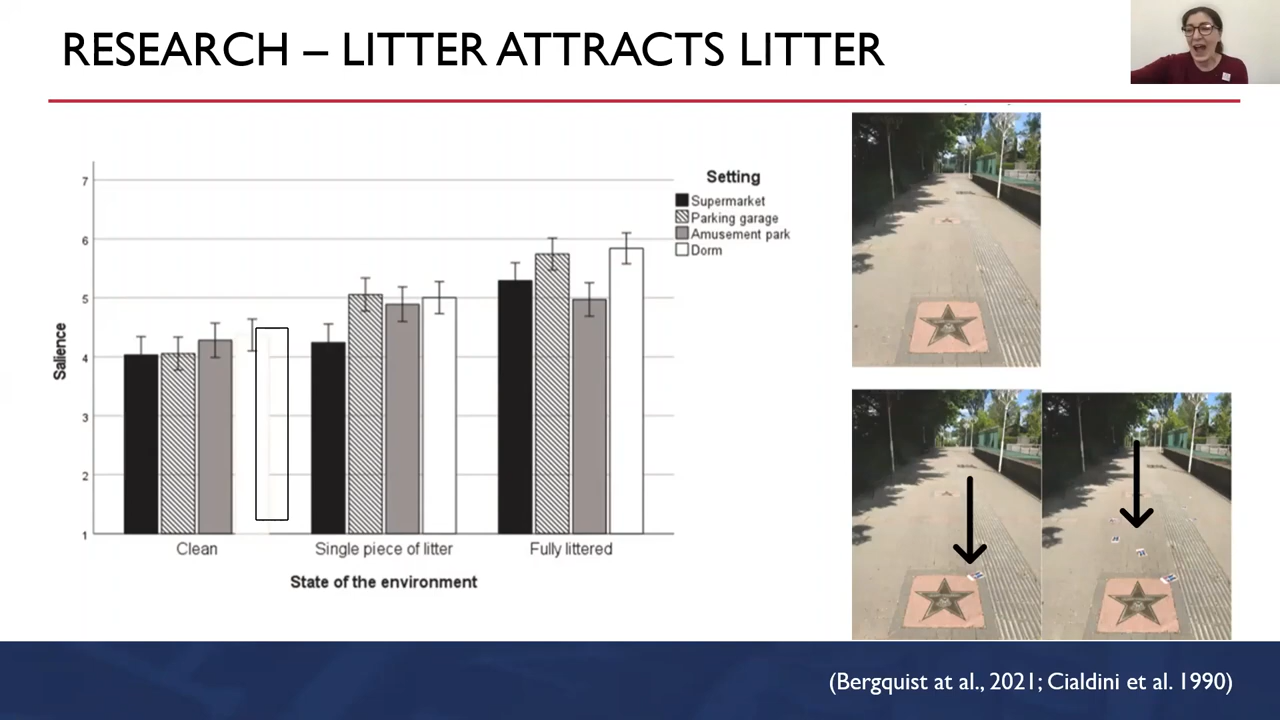 RESEARCH – LITTER ATTRACTS LITTER
Setting
Supermarket
Parking garage
Amusement park
Dorm
7
6
5
4
3
2
1
Salience
Clean
Single piece of litter
Fully littered
State of the environment
(Bergquist at al., 2021; Cialdini et al. 1990)